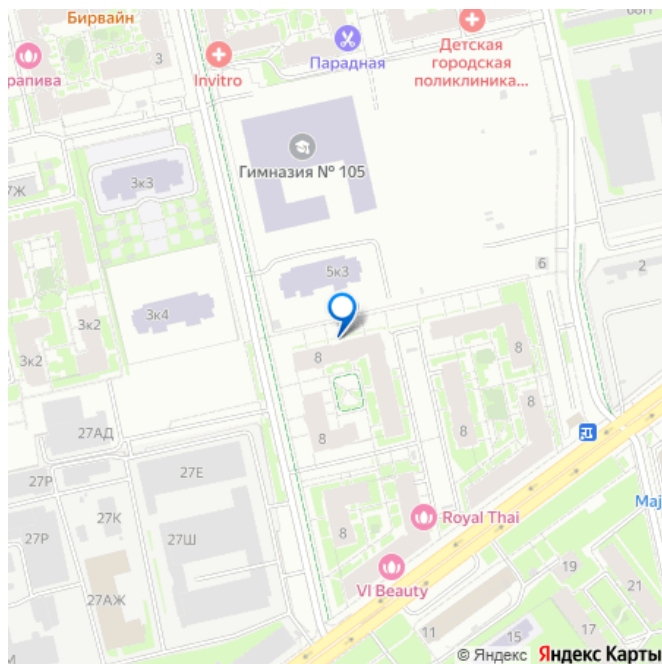 Бирвайн
рапива
3
Invitro
Парадная
Детская
городская
поликлиника...
Гимназия № 105
3к3
7Ж
5к3
6
2
3к4
3к2
3к2
8
8
8
8
8
8
27АД
27Е
27Р
27К
27Р
27Ш
27АЖ
Royal Thai
VI Beauty
Maj
19
21
17
15
11
© Яндекс Яндекс Карты